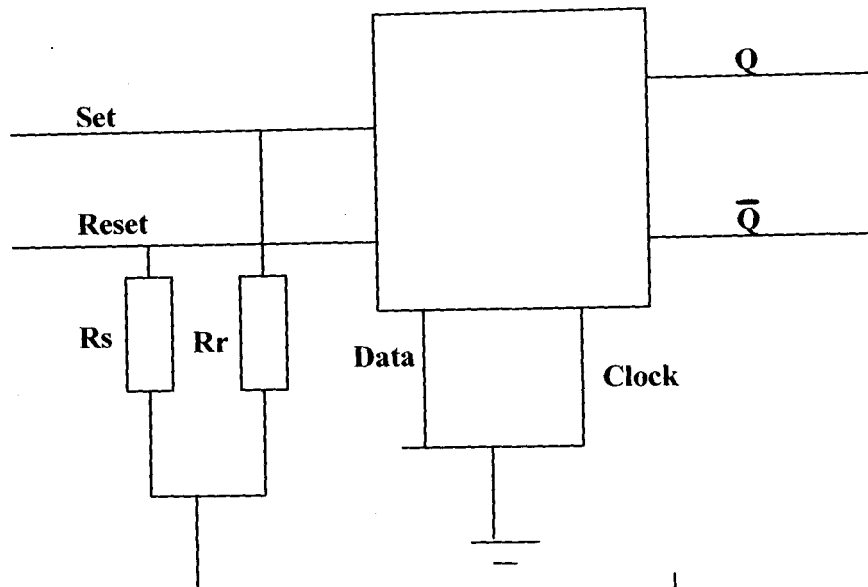 Q
Set
Reset
Q̅
Rs
Rr
Data
Clock